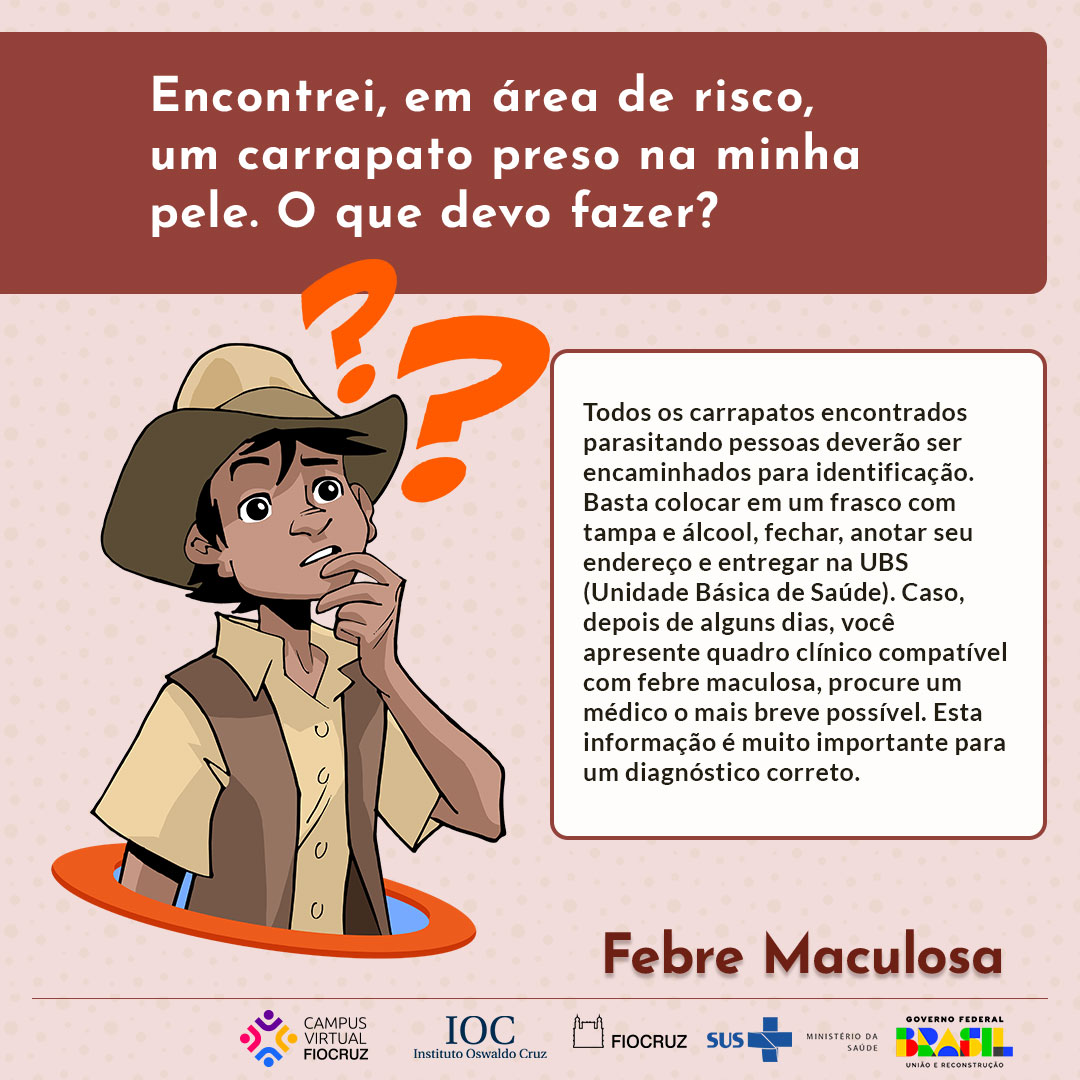 Encontrei, em área de risco,
um carrapato preso na minha
pele. O que devo fazer?
??
Todos os carrapatos encontrados
parasitando pessoas deverão ser
encaminhados para identificação.
Basta colocar em um frasco com
tampa e álcool, fechar, anotar seu
endereço e entregar na UBS
(Unidade Básica de Saúde). Caso,
depois de alguns dias, você
apresente quadro clínico compatível
com febre maculosa, procure um
médico o mais breve possível. Esta
informação é muito importante para
um diagnóstico correto.
Febre Maculosa
CAMPUS
VIRTUAL
FIOCRUZ
IOC
Instituto Oswaldo Cruz
FIOCRUZ
SUS
MINISTÉRIO DA
SAÚDE
GOVERNO FEDERAL
BRASIL
UNIÃO E RECONSTRUÇÃO